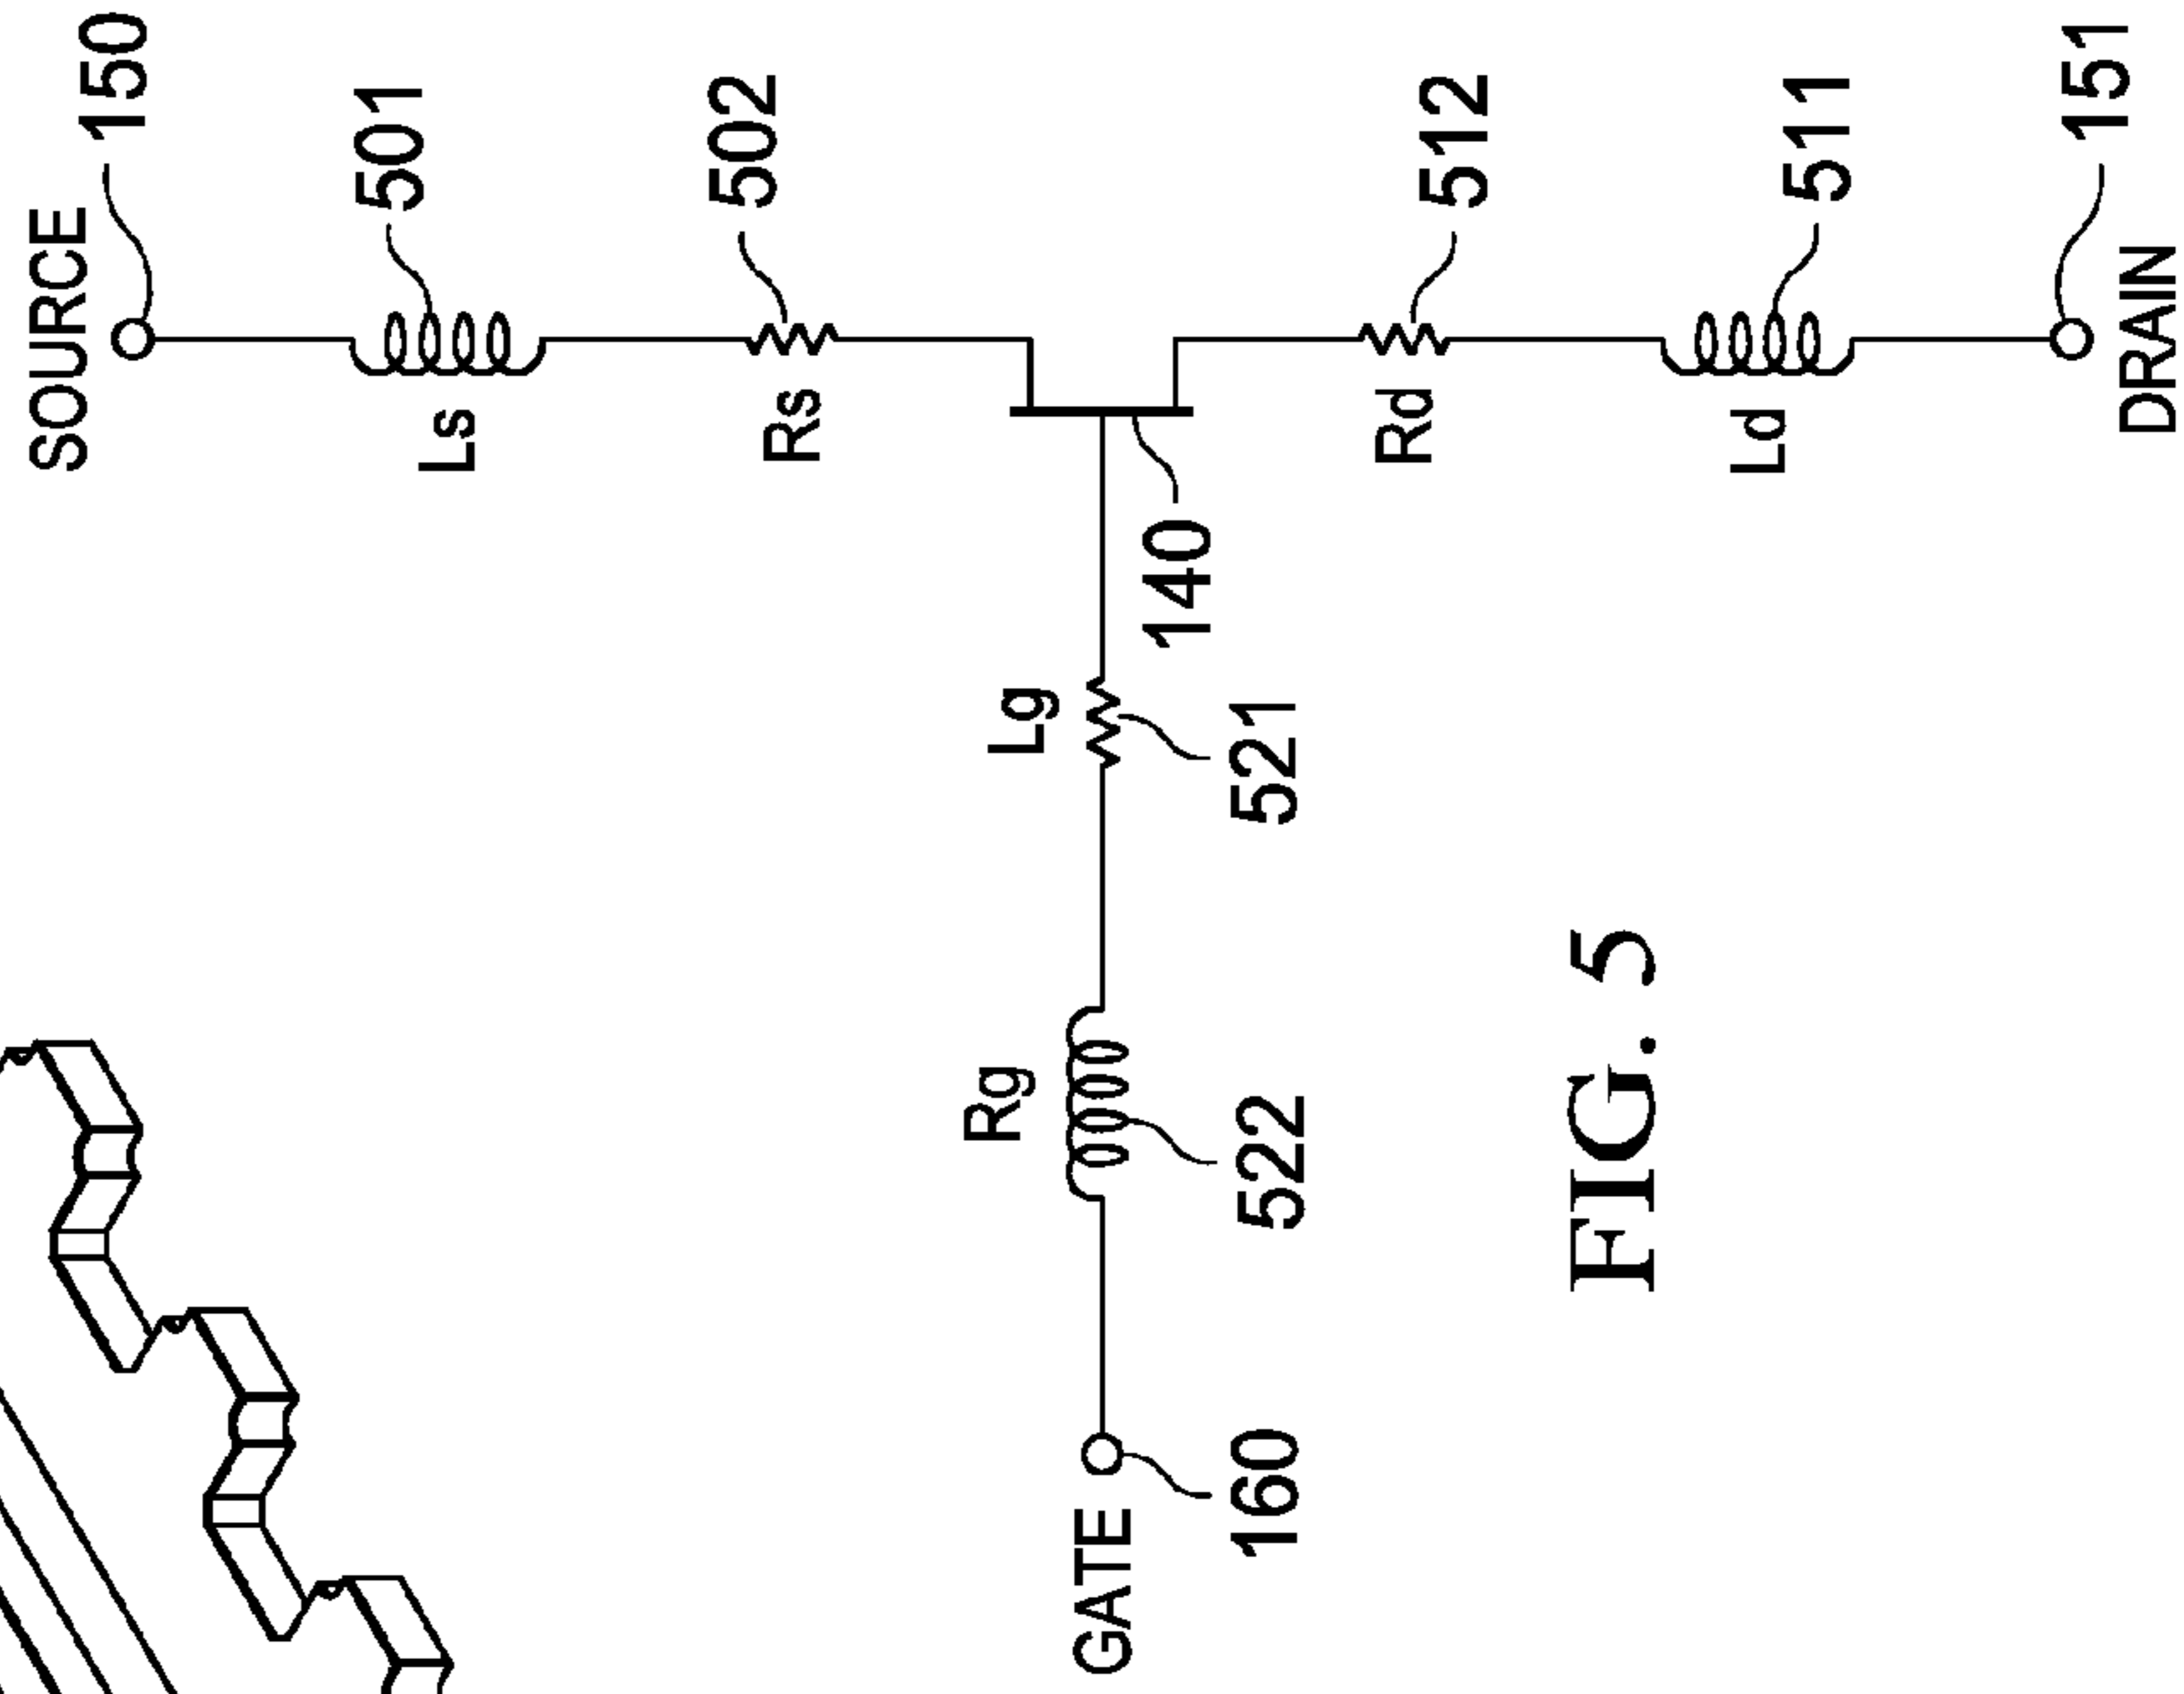 SOURCE
150
501
Ls
502
Rs
140
512
Rd
511
Ld
151
DRAIN
Lg
521
Rg
522
GATE
160
FIG. 5